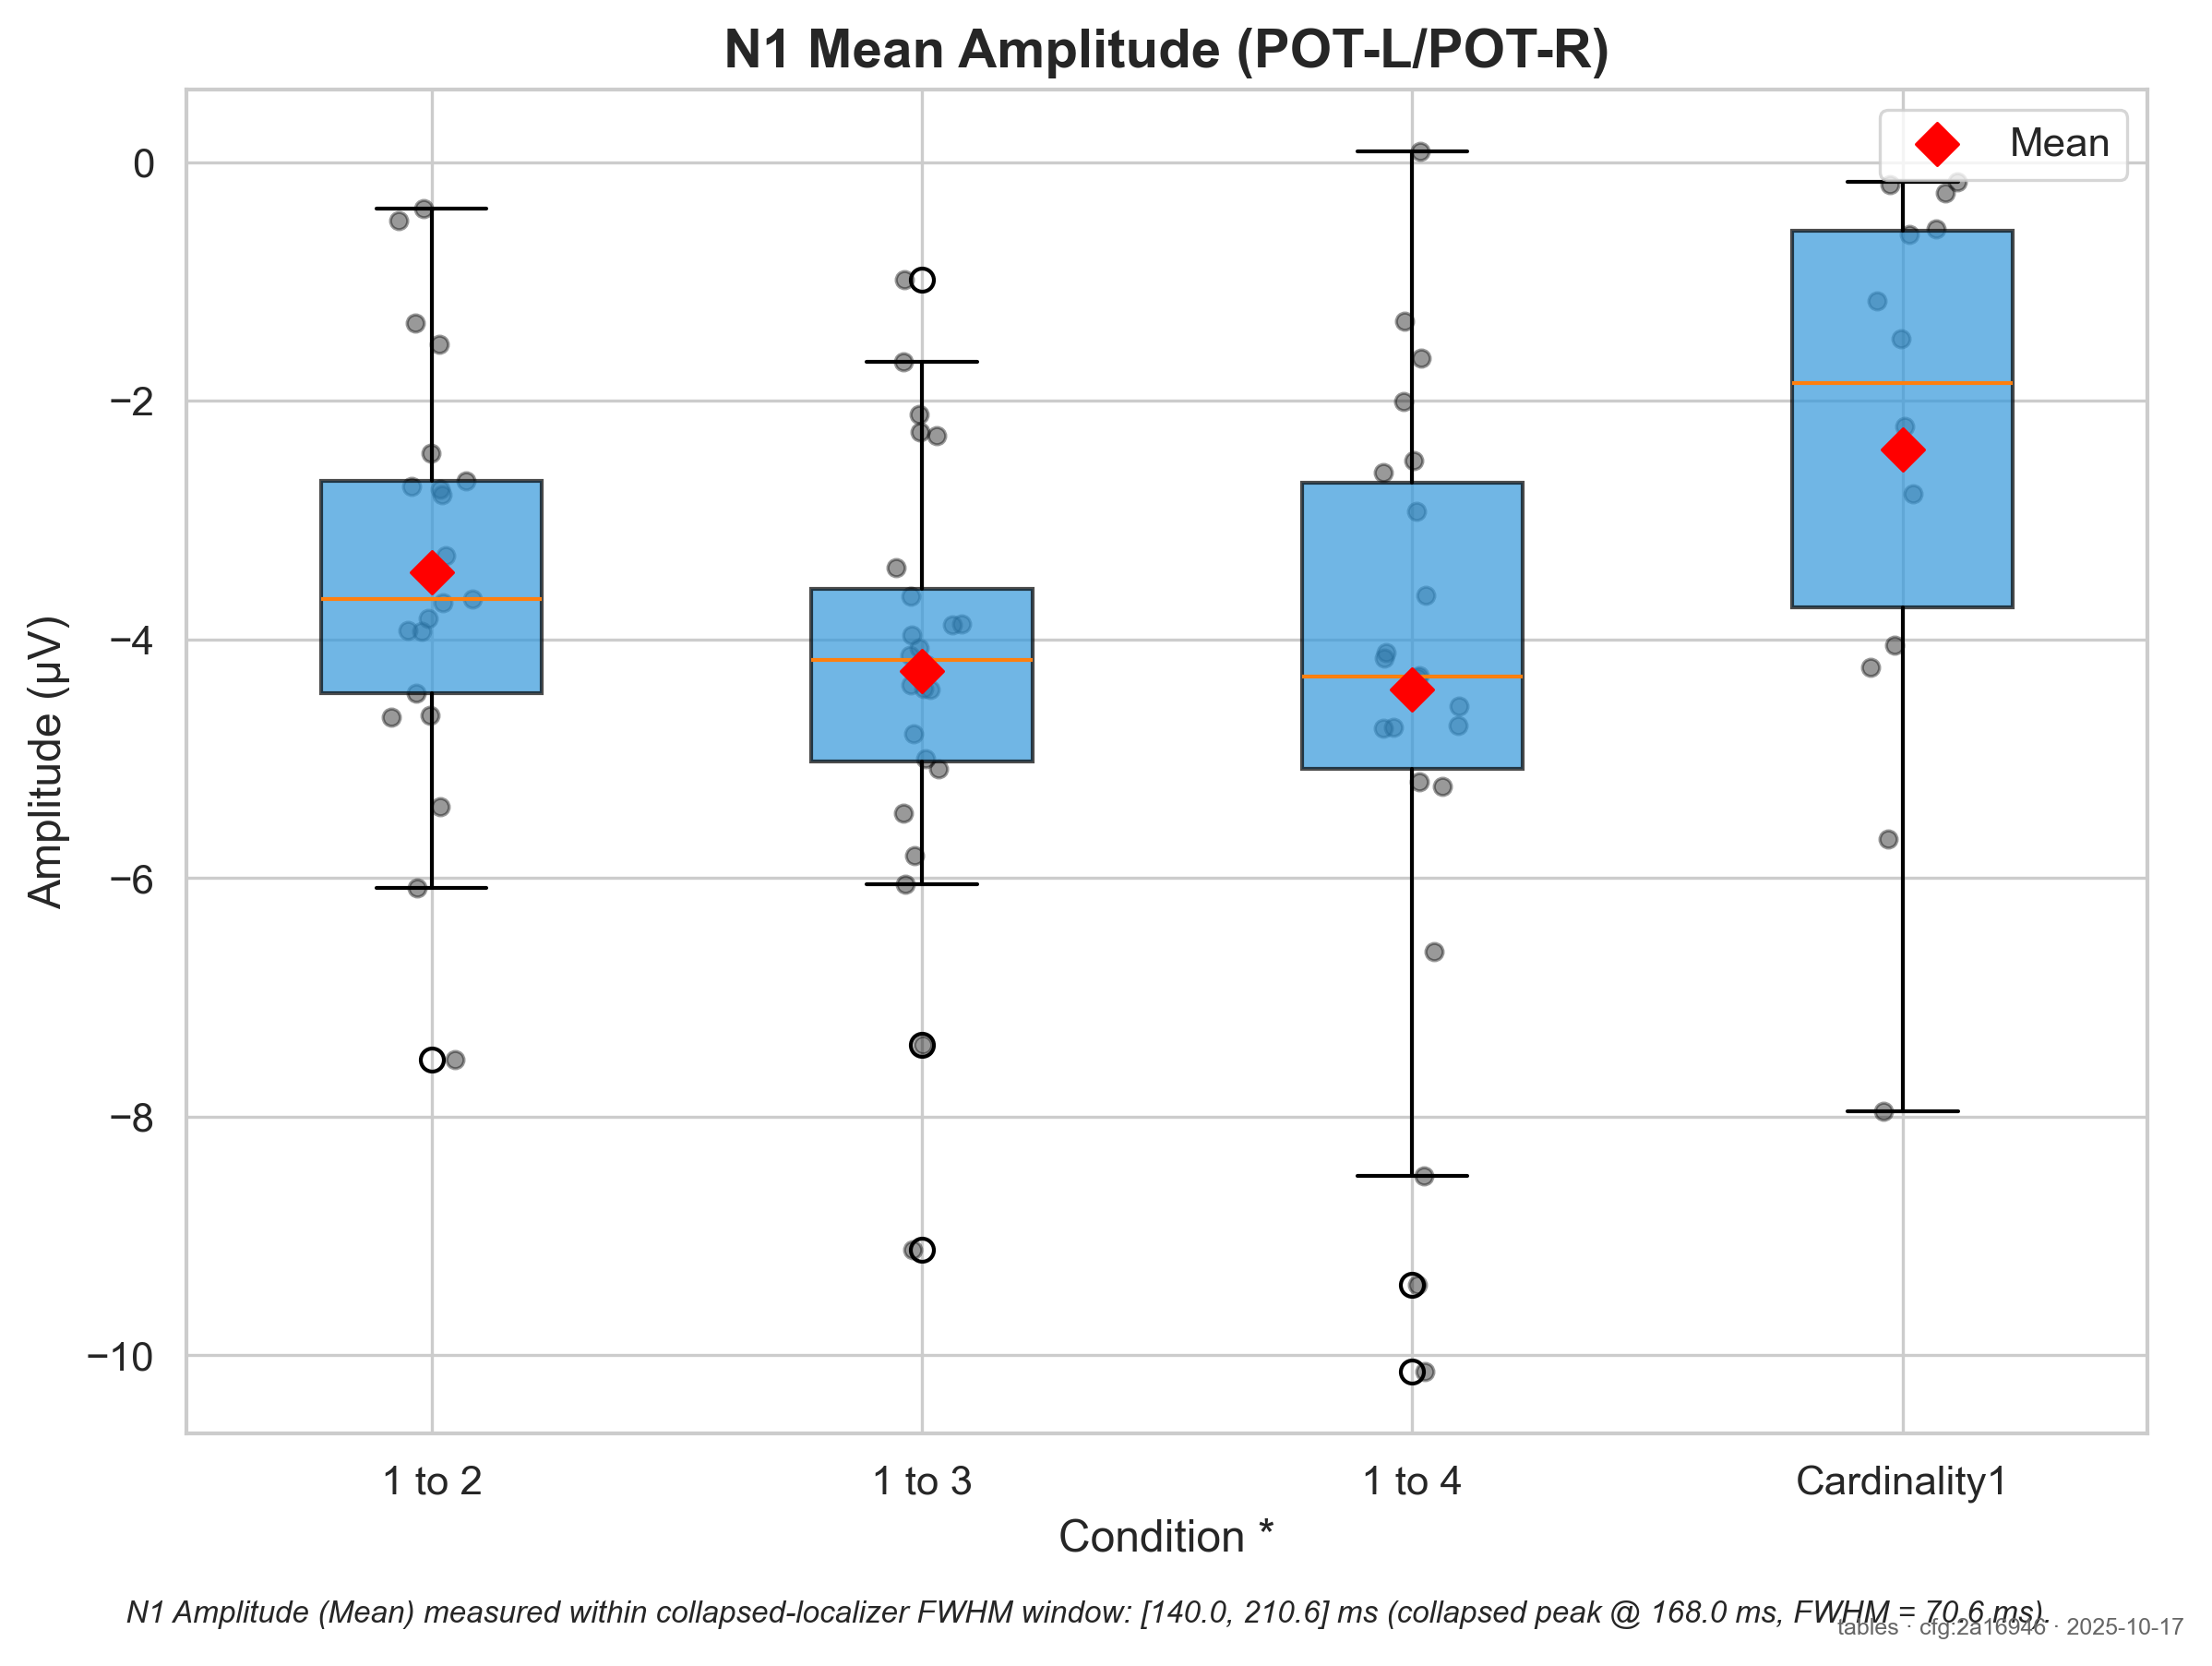 N1 Mean Amplitude (POT-L/POT-R)
Mean
Amplitude (µV)
0
−2
−4
−6
−8
−10
1 to 2
1 to 3
1 to 4
Cardinality1
Condition *
N1 Amplitude (Mean) measured within collapsed-localizer FWHM window: [140.0, 210.6] ms (collapsed peak @ 168.0 ms, FWHM = 70.6 ms).
tables · cfg:2a16946 · 2025-10-17